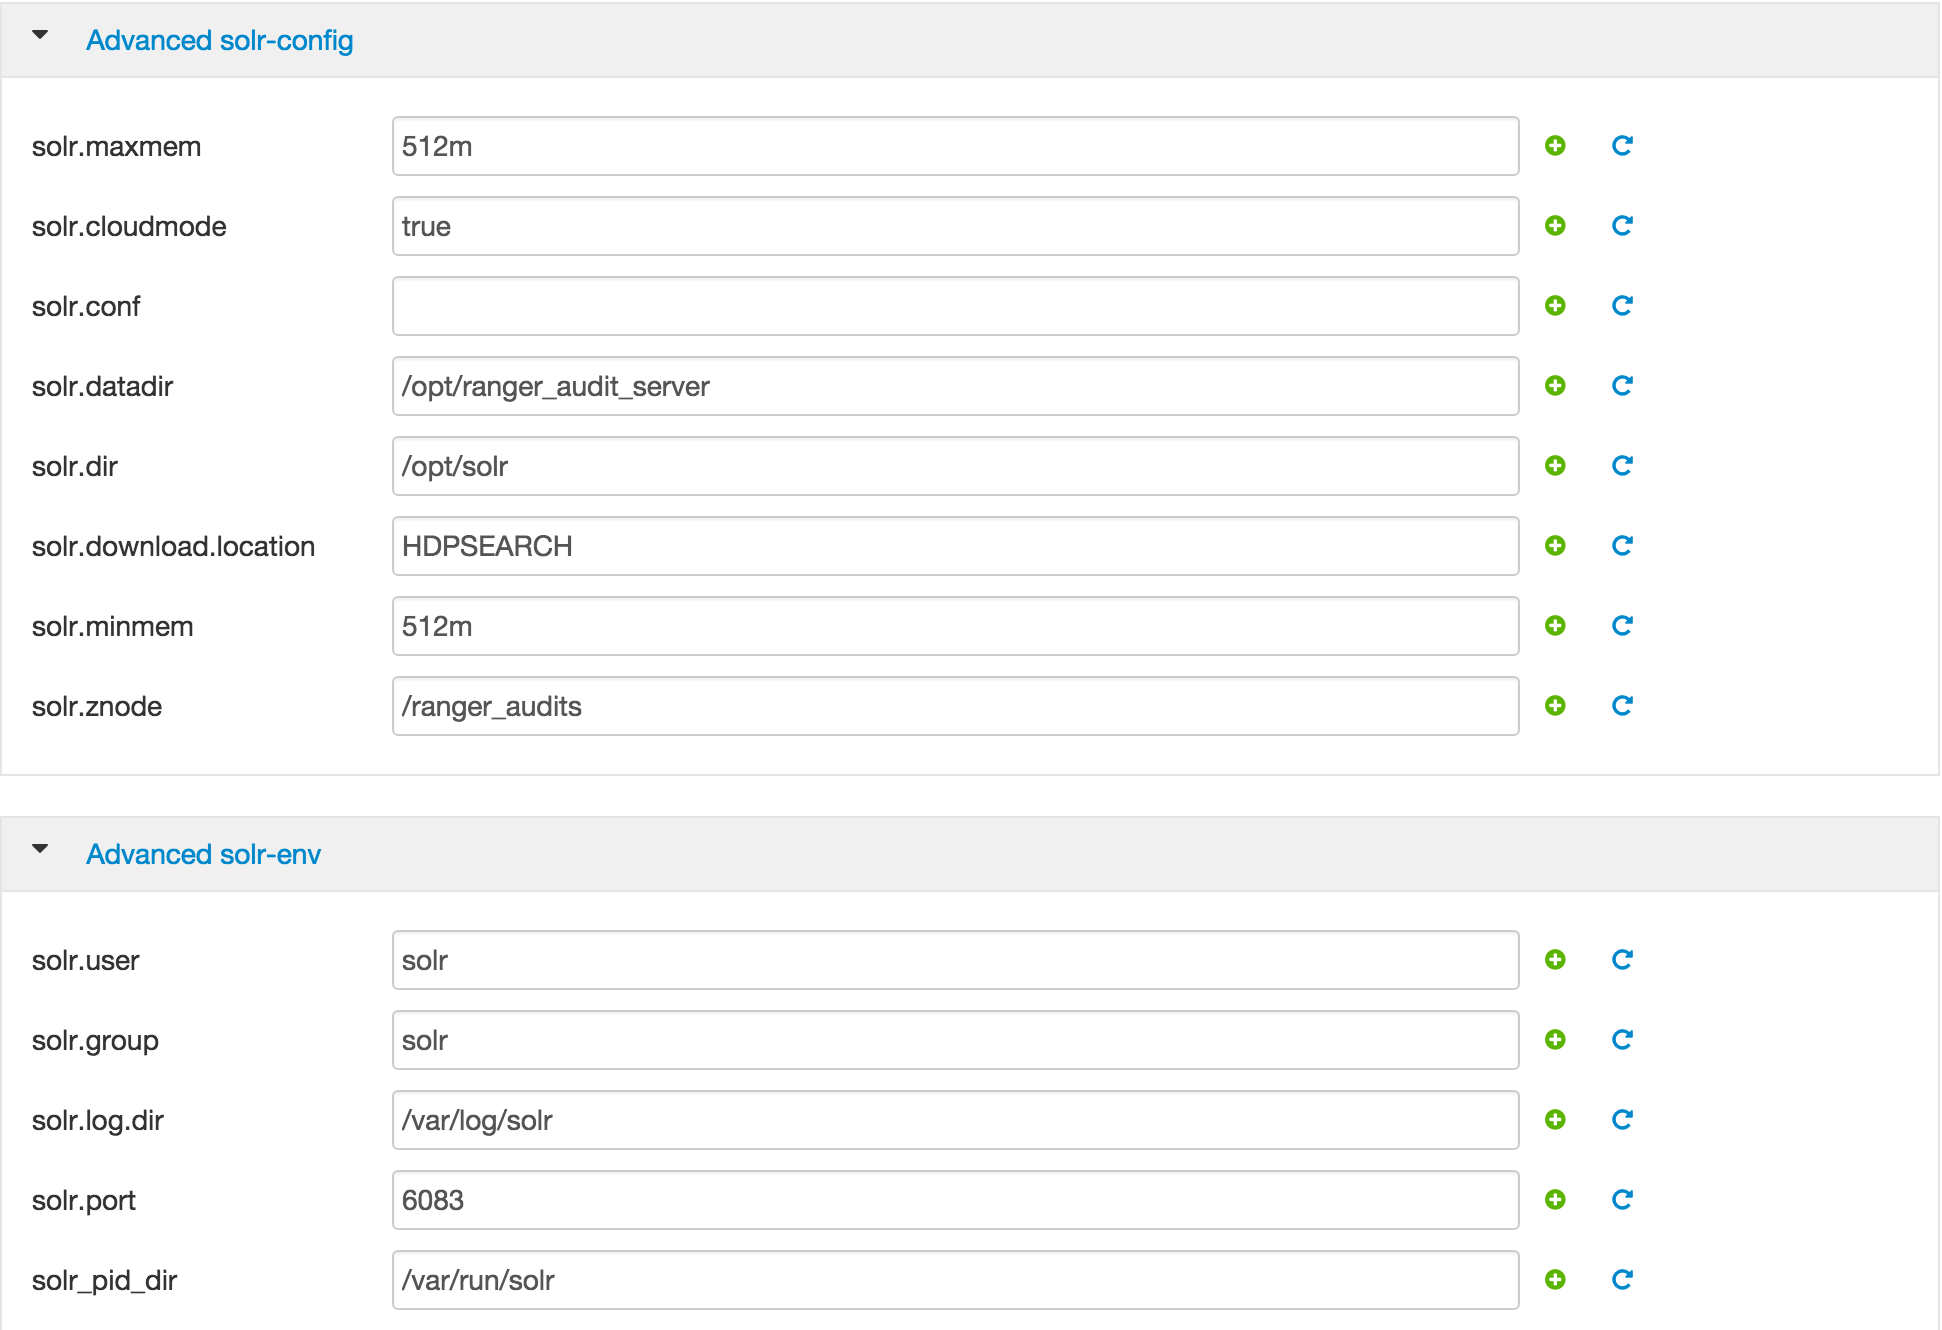 Advanced solr-config
solr.maxmem 512m
solr.cloudmode true
solr.conf
solr.datadir /opt/ranger_audit_server
solr.dir /opt/solr
solr.download.location HDPSEARCH
solr.minmem 512m
solr.znode /ranger_audits
Advanced solr-env
solr.user solr
solr.group solr
solr.log.dir /var/log/solr
solr.port 6083
solr_pid_dir /var/run/solr